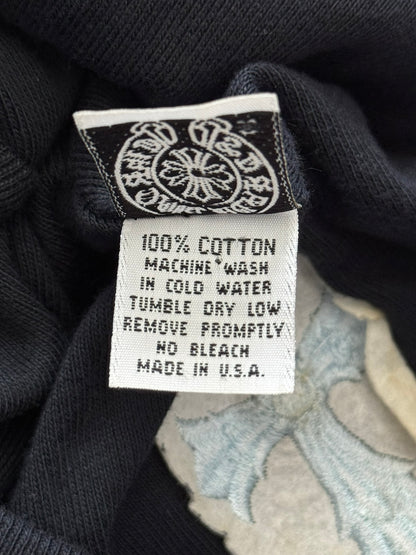 100% COTTON
MACHINE WASH
IN COLD WATER
TUMBLE DRY LOW
REMOVE PROMPTLY
NO BLEACH
MADE IN U.S.A.